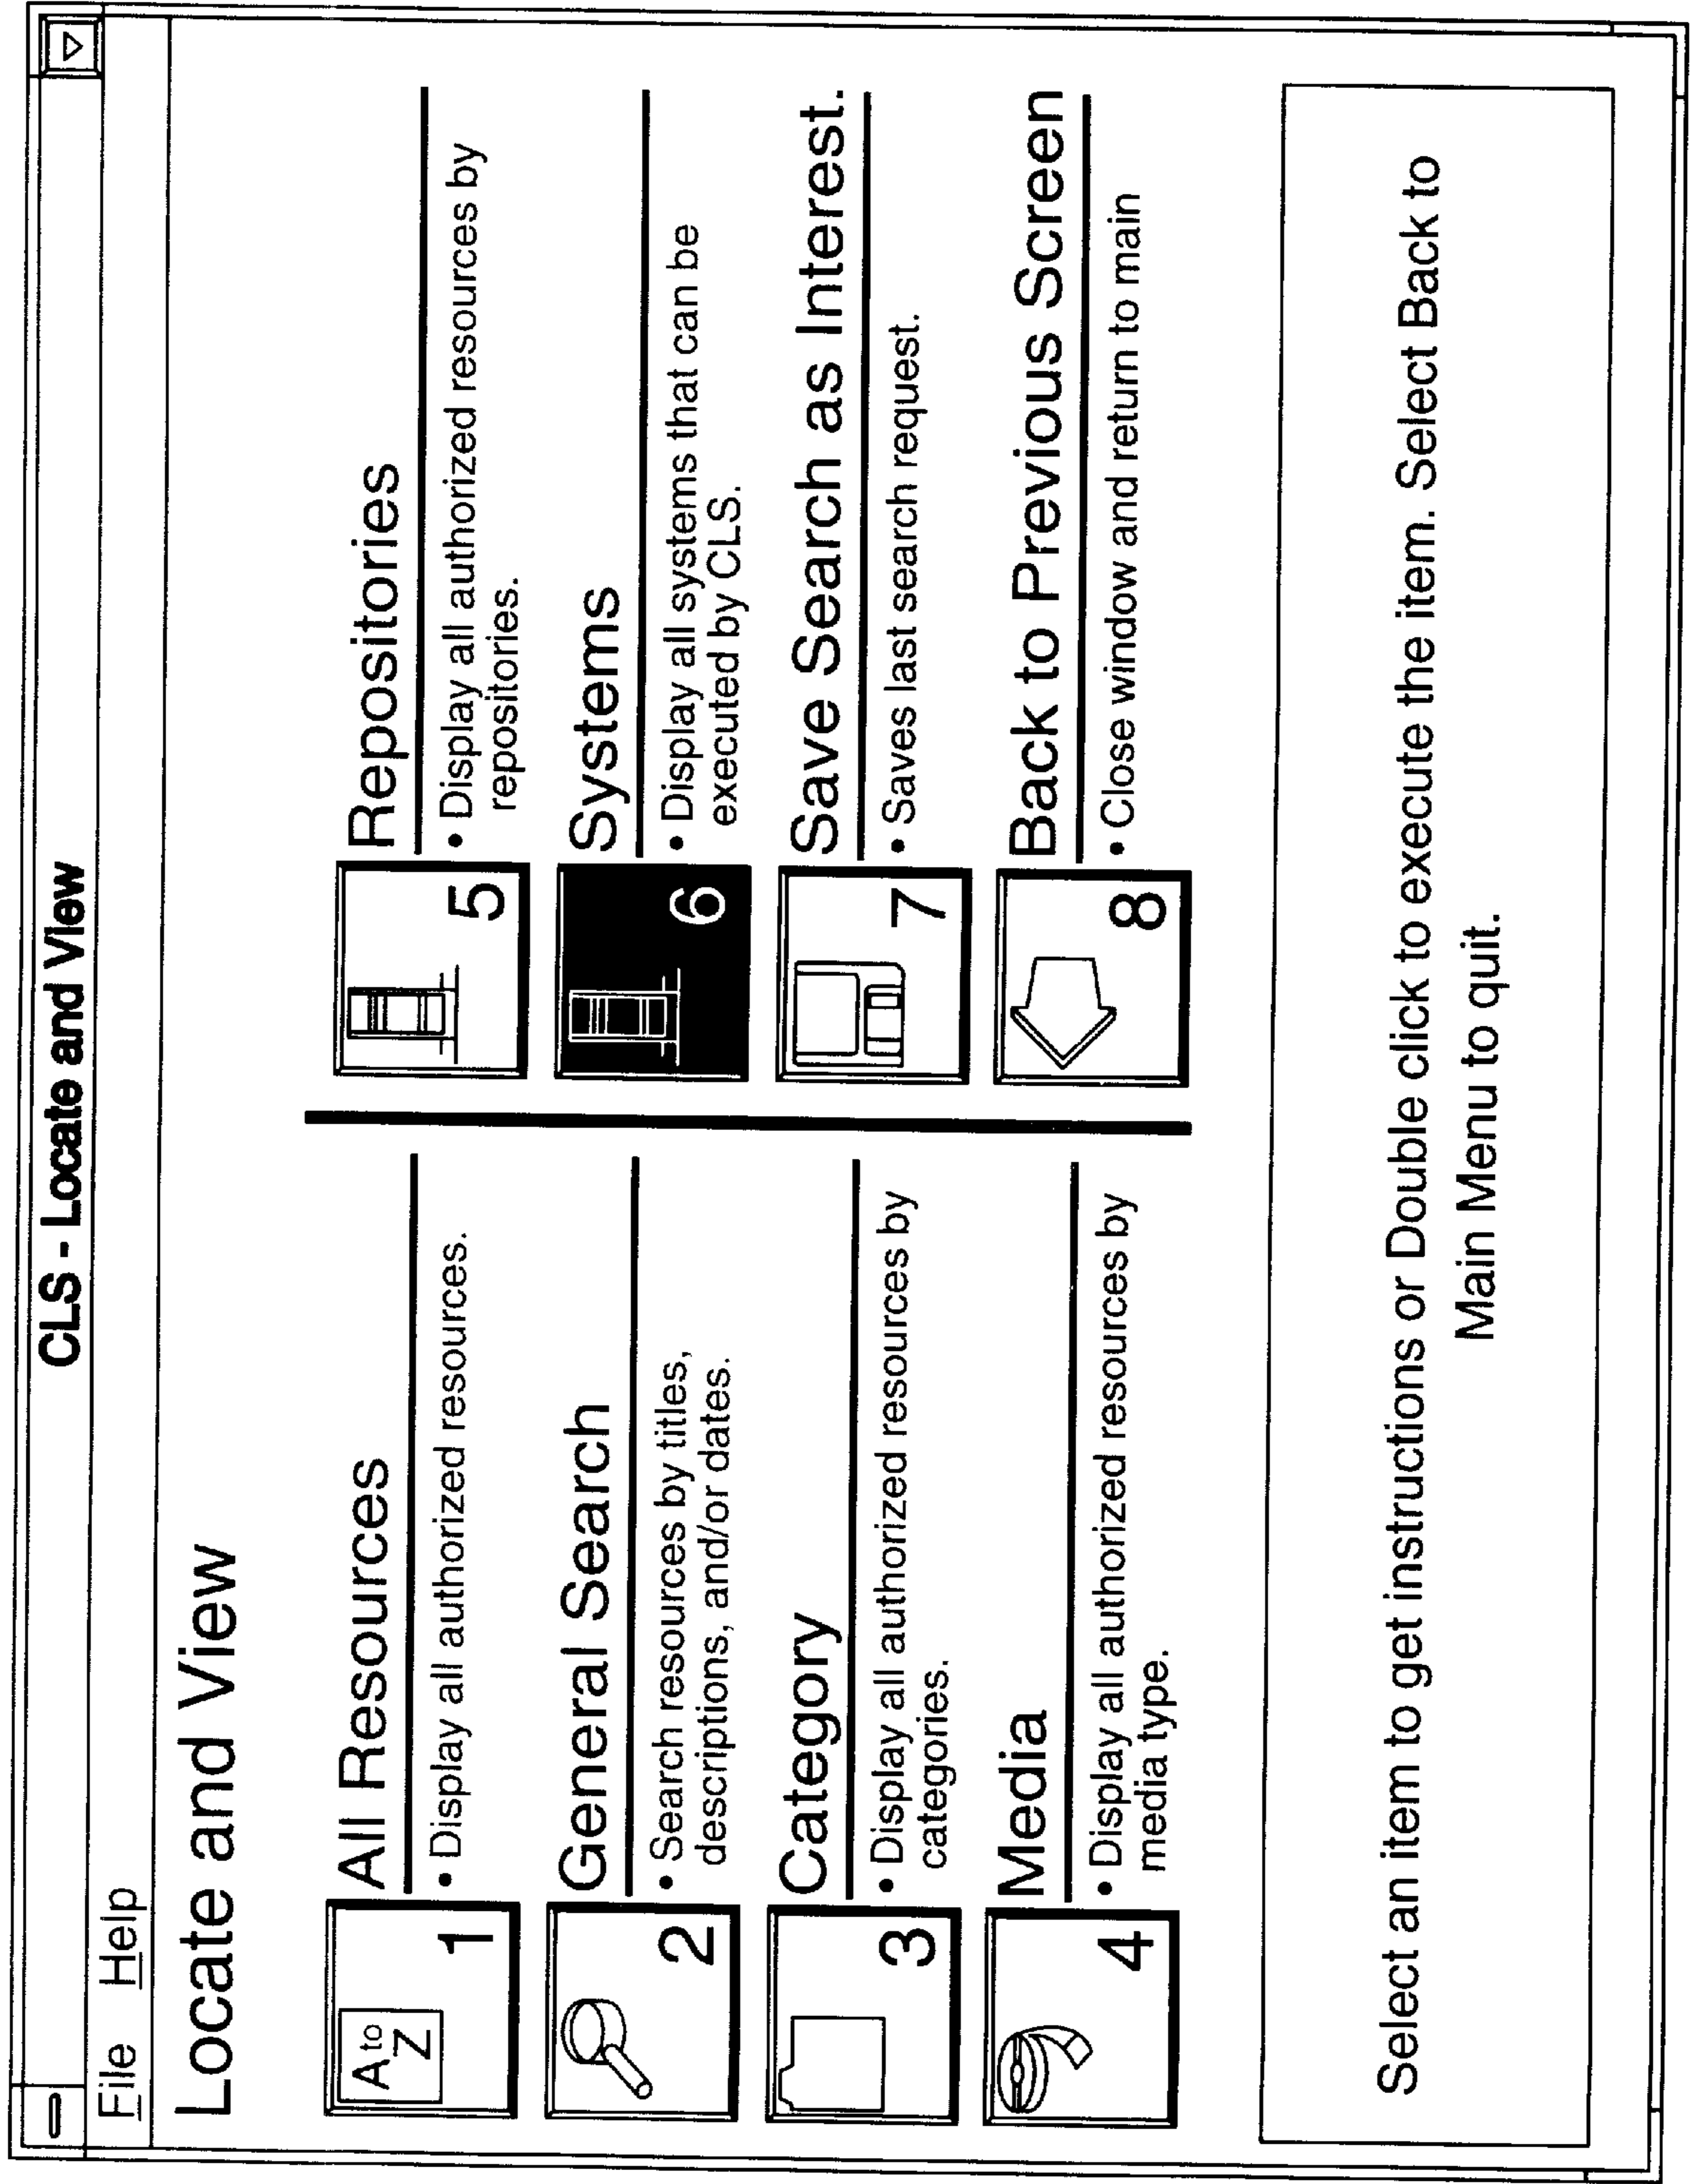 CLS - Locate and View
File Help
Locate and View
A to
Z
1
All Resources
• Display all authorized resources.
2
General Search
• Search resources by titles,
descriptions, and/or dates.
3
Category
• Display all authorized resources by
categories.
4
Media
• Display all authorized resources by
media type.
5
Repositories
• Display all authorized resources by
repositories.
6
Systems
• Display all systems that can be
executed by CLS.
7
Save Search as Interest.
• Saves last search request.
8
Back to Previous Screen
• Close window and return to main
Select an item to get instructions or Double click to execute the item. Select Back to
Main Menu to quit.